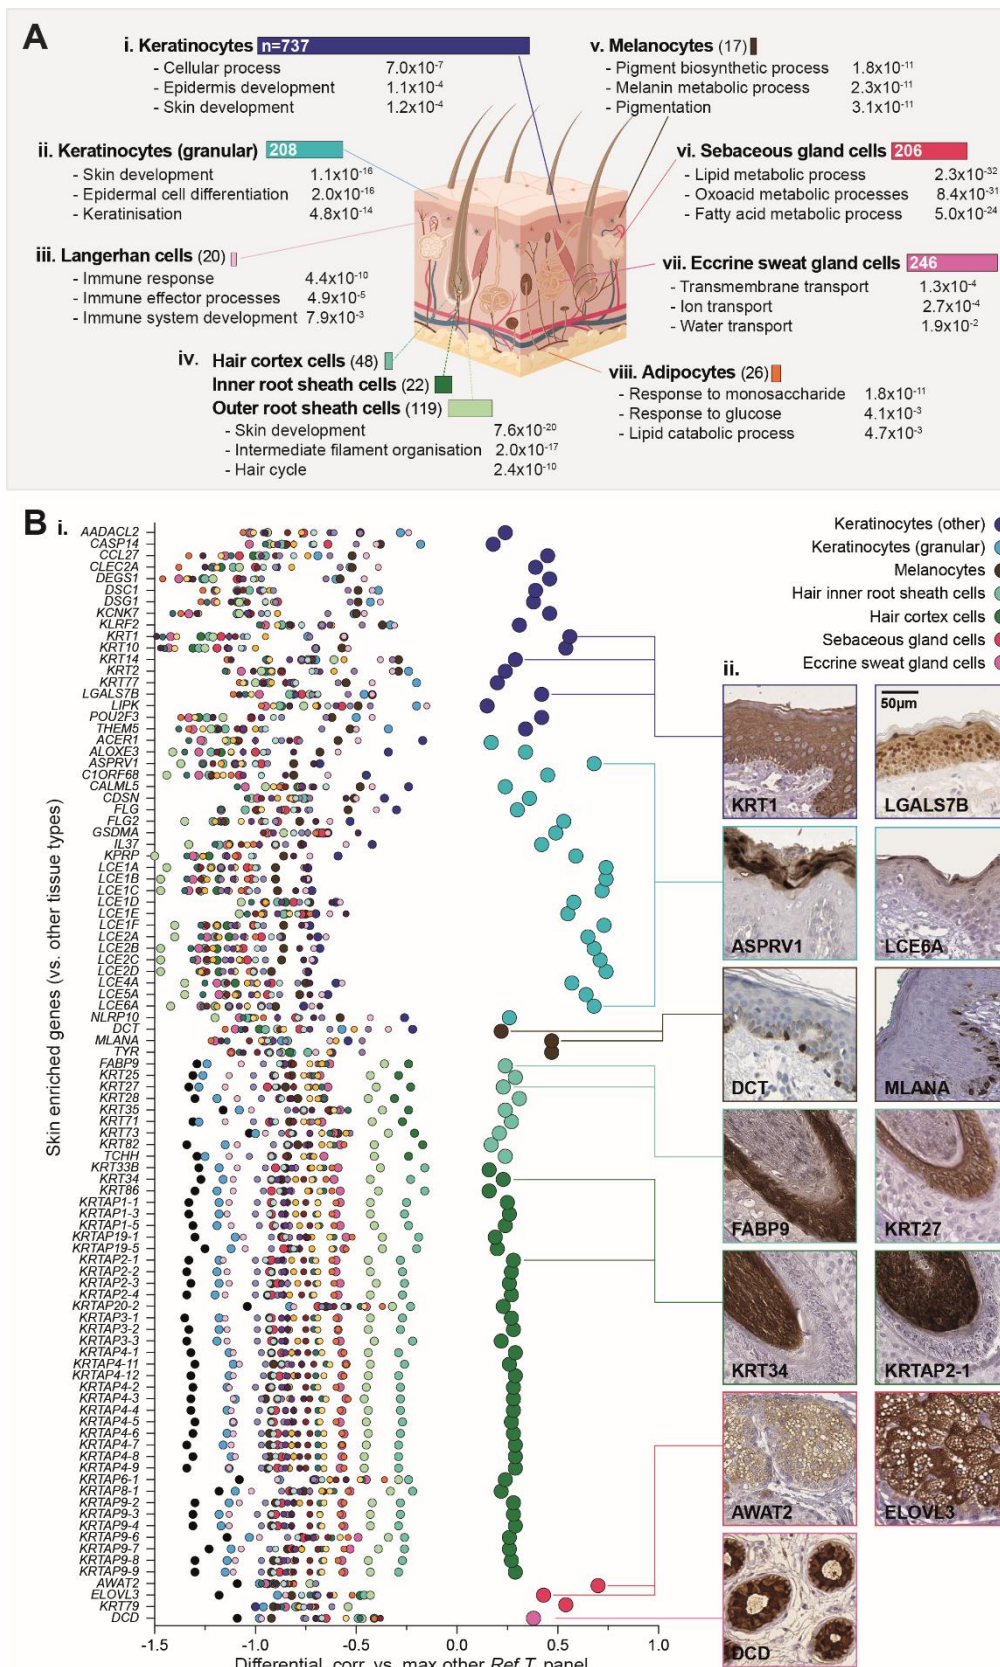 A
i. Keratinocytes n=737
- Cellular process 7.0x10-7
- Epidermis development 1.1x10-4
- Skin development 1.2x10-4
ii. Keratinocytes (granular) 208
- Skin development 1.1x10-16
- Epidermal cell differentiation 2.0x10-16
- Keratinisation 4.8x10-14
iii. Langerhan cells (20)
- Immune response 4.4x10-10
- Immune effector processes 4.9x10-5
- Immune system development 7.9x10-3
iv. Hair cortex cells (48)
Inner root sheath cells (22)
Outer root sheath cells (119)
- Skin development 7.6x10-20
- Intermediate filament organisation 2.0x10-17
- Hair cycle 2.4x10-10
v. Melanocytes (17)
- Pigment biosynthetic process 1.8x10-11
- Melanin metabolic process 2.3x10-11
- Pigmentation 3.1x10-11
vi. Sebaceous gland cells 206
- Lipid metabolic process 2.3x10-32
- Oxoacid metabolic processes 8.4x10-31
- Fatty acid metabolic process 5.0x10-24
vii. Eccrine sweat gland cells 246
- Transmembrane transport 1.3x10-4
- Ion transport 2.7x10-4
- Water transport 1.9x10-2
viii. Adipocytes (26)
- Response to monosaccharide 1.8x10-11
- Response to glucose 4.1x10-3
- Lipid catabolic process 4.7x10-3
B i.
Skin enriched genes (vs. other tissue types)
AADACL2
CASP14
CCL27
CLEC2A
DEGS1
DSC1
DSG1
KCNK7
KLRF2
KRT1
KRT10
KRT14
KRT2
KRT77
LGALS7B
LIPK
POU2F3
THEM5
ACER1
ALOXE3
ASPRV1
C1ORF68
CALML5
CDSN
FLG
FLG2
GSDMA
IL37
KPRP
LCE1A
LCE1B
LCE1C
LCE1D
LCE1E
LCE1F
LCE2A
LCE2B
LCE2C
LCE2D
LCE4A
LCE5A
LCE6A
NLRP10
DCT
MLANA
TYR
FABP9
KRT25
KRT27
KRT28
KRT35
KRT71
KRT73
KRT82
TCHH
KRT33B
KRT34
KRT86
KRTAP1-1
KRTAP1-3
KRTAP1-5
KRTAP19-1
KRTAP19-5
KRTAP2-1
KRTAP2-2
KRTAP2-3
KRTAP2-4
KRTAP20-2
KRTAP3-1
KRTAP3-2
KRTAP3-3
KRTAP4-1
KRTAP4-11
KRTAP4-12
KRTAP4-2
KRTAP4-3
KRTAP4-4
KRTAP4-5
KRTAP4-6
KRTAP4-7
KRTAP4-8
KRTAP4-9
KRTAP6-1
KRTAP8-1
KRTAP9-2
KRTAP9-3
KRTAP9-4
KRTAP9-6
KRTAP9-7
KRTAP9-8
KRTAP9-9
AWAT2
ELOVL3
KRT79
DCD
-1.5 -1.0 -0.5 0.0 0.5 1.0
Differential. corr. vs. max other Ref.T. panel
Keratinocytes (other)
Keratinocytes (granular)
Melanocytes
Hair inner root sheath cells
Hair cortex cells
Sebaceous gland cells
Eccrine sweat gland cells
ii.
50µm
KRT1 LGALS7B
ASPRV1 LCE6A
DCT MLANA
FABP9 KRT27
KRT34 KRTAP2-1
AWAT2 ELOVL3
DCD